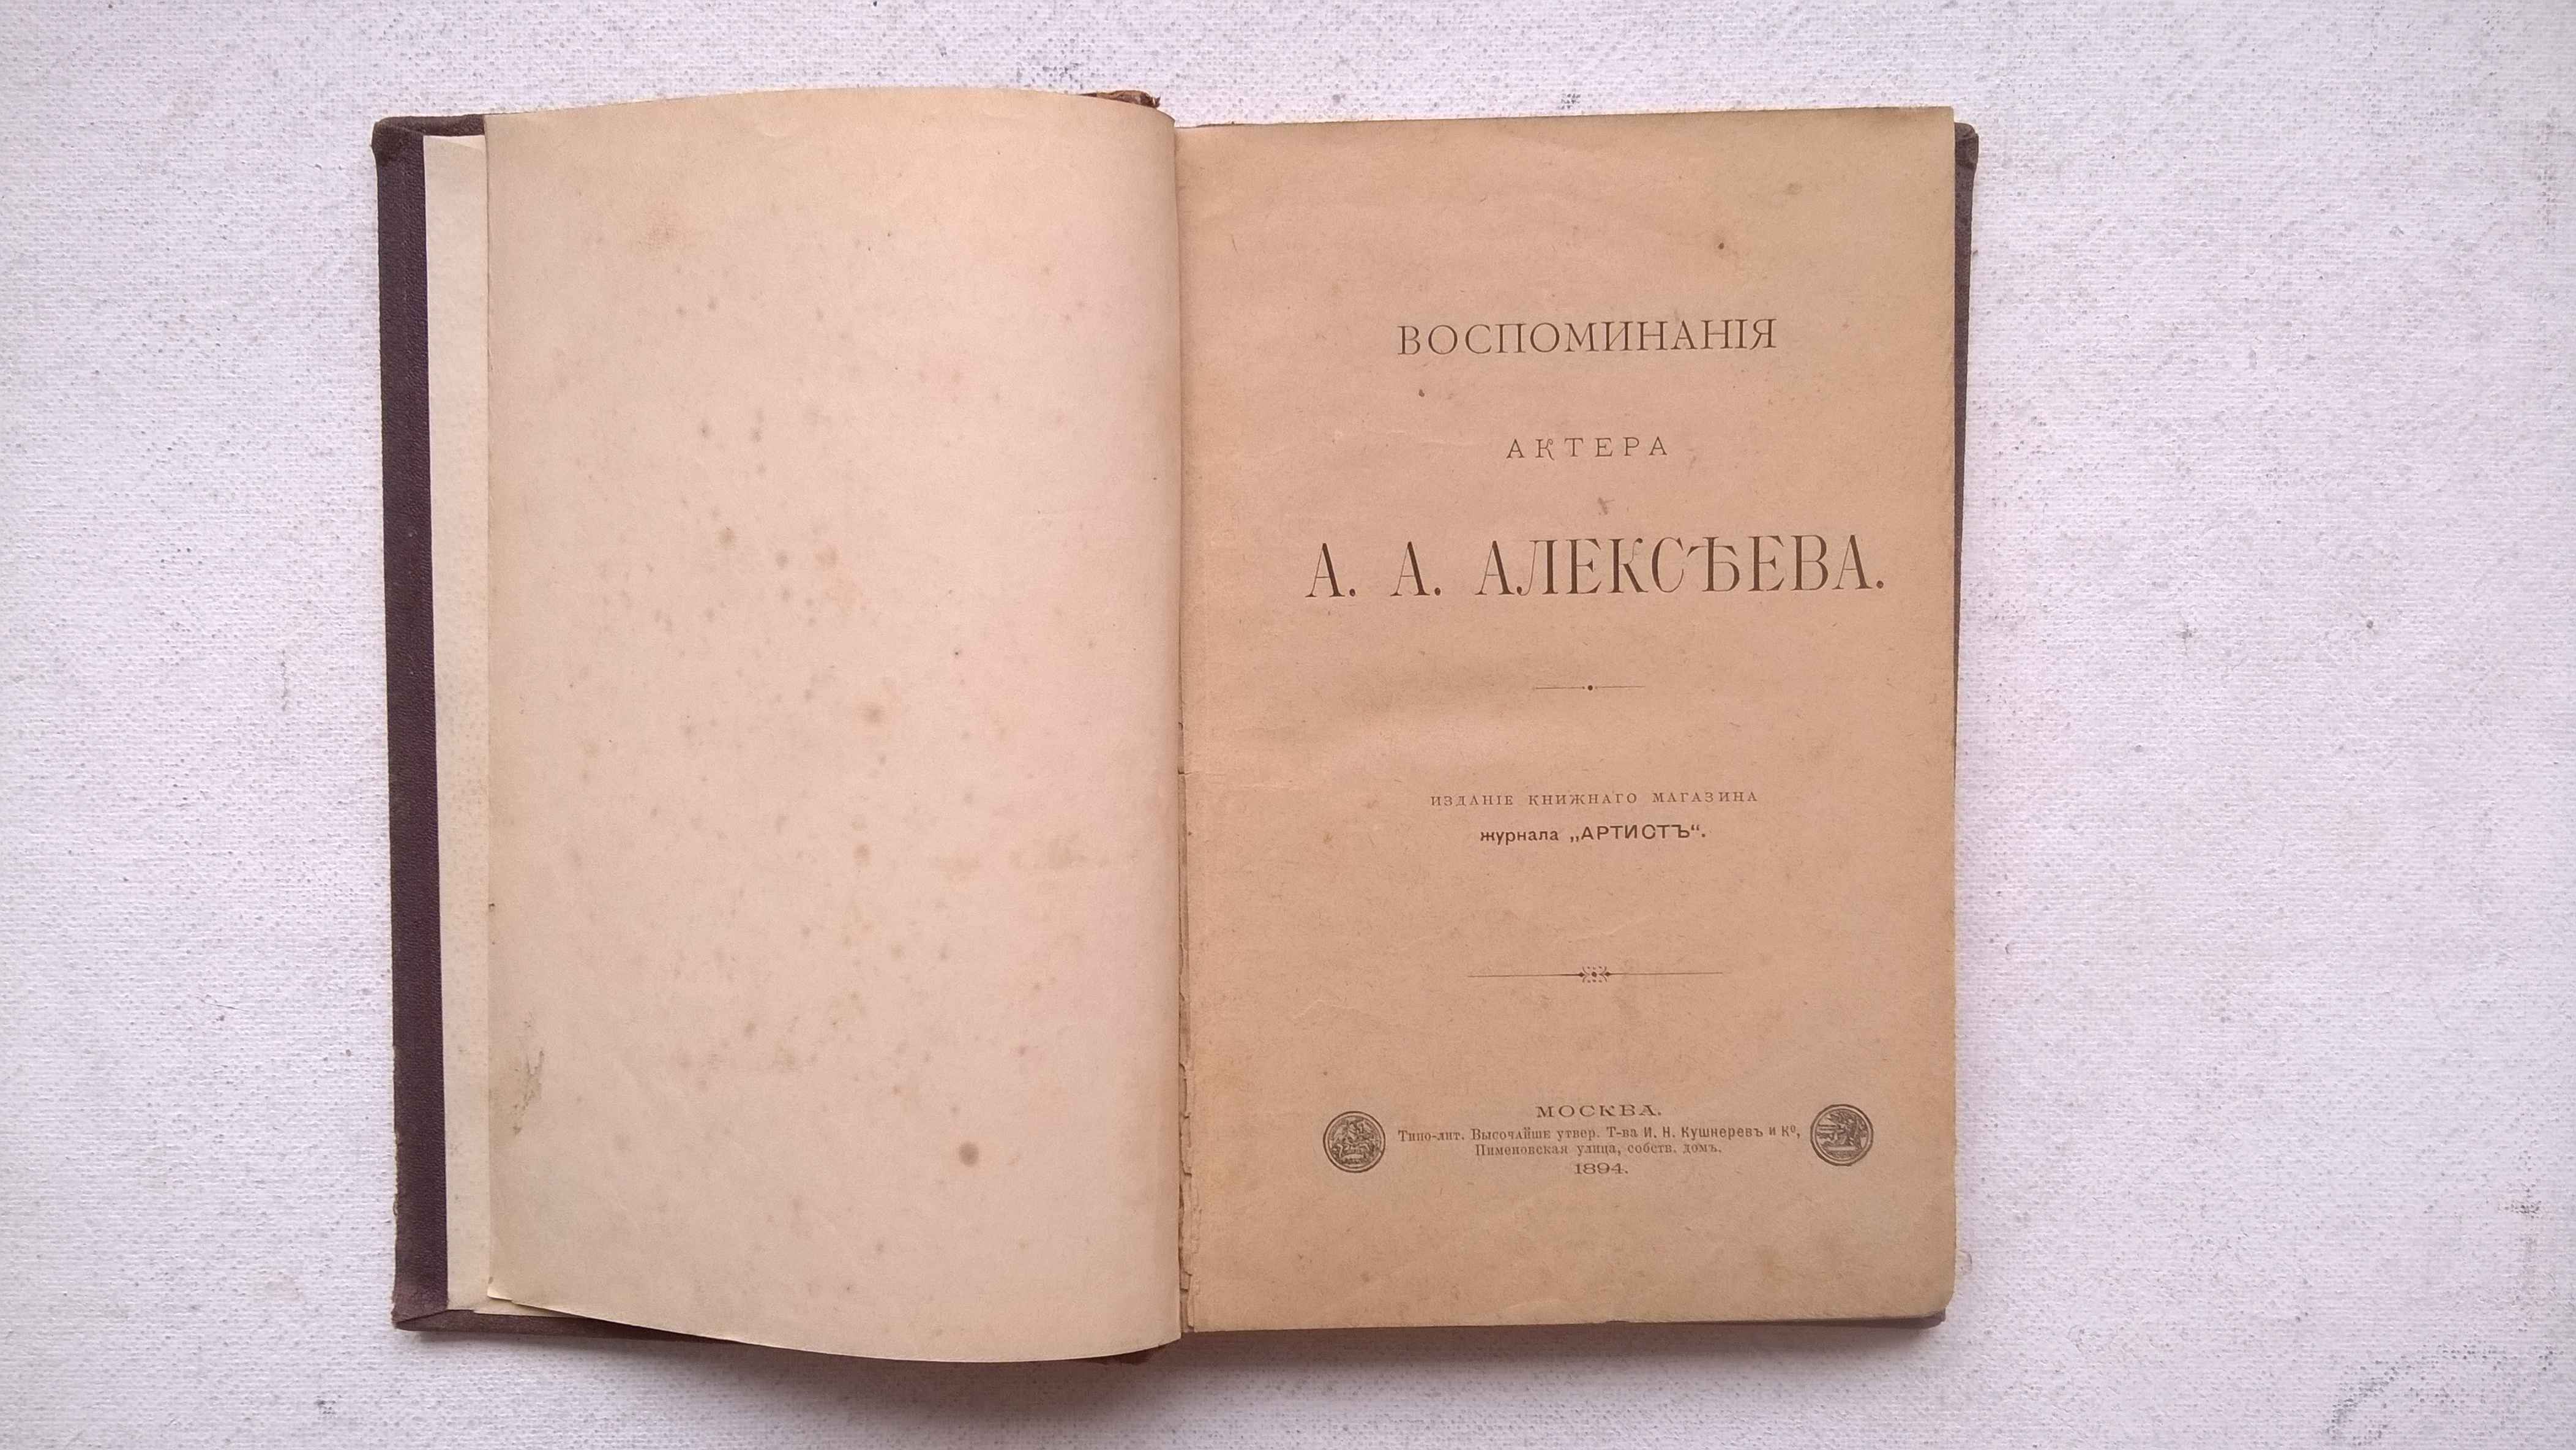 ВОСПОМИНАНІЯ
АКТЕРА
А. А. АЛЕКСѢЕВА.
ИЗДАНІЕ КНИЖНАГО МАГАЗИНА
журнала „АРТИСТЪ“.
МОСКВА.
Типо-лит. Высочайше утвер. Т-ва И. Н. Кушнеревъ и Ко,
Пименовская улица, собств. домъ.
1894.